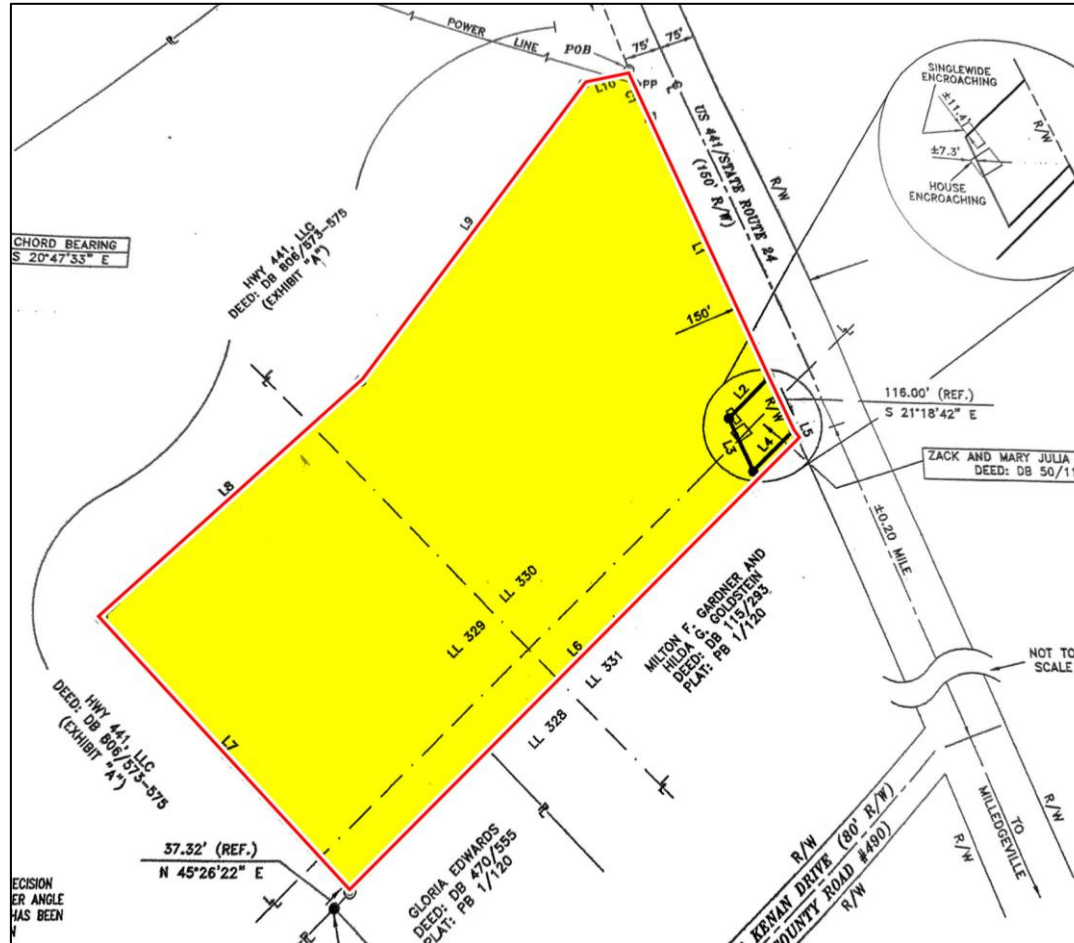 POWER
LINE
POB
75'
75'
L10
PP
C1
SINGLEWIDE
ENCROACHING
±11.4'
R/W
±7.3'
HOUSE
ENCROACHING
US 441/STATE ROUTE 24
(150' R/W)
R/W
CHORD BEARING
S 20°47'33" E
HWY 441, LLC
DEED: DB 806/573-575
(EXHIBIT "A")
L9
L1
150'
L2
R/W
L5
L3
L4
116.00' (REF.)
S 21°18'42" E
ZACK AND MARY JULIA
DEED: DB 50/11
±0.20 MILE
L8
LL 330
LL 329
L6
LL 331
LL 328
MILTON F. GARDNER AND
HILDA G. GOLDSTEIN
DEED: DB 115/293
PLAT: PB 1/120
NOT TO
SCALE
HWY 441, LLC
DEED: DB 806/573-575
(EXHIBIT "A")
L7
37.32' (REF.)
N 45°26'22" E
GLORIA EDWARDS
DEED: DB 470/555
PLAT: PB 1/120
R/W
KENAN DRIVE (80' R/W)
COUNTY ROAD #490)
R/W
R/W
TO
MILLEDGEVILLE
R/W
ECISION
ER ANGLE
HAS BEEN